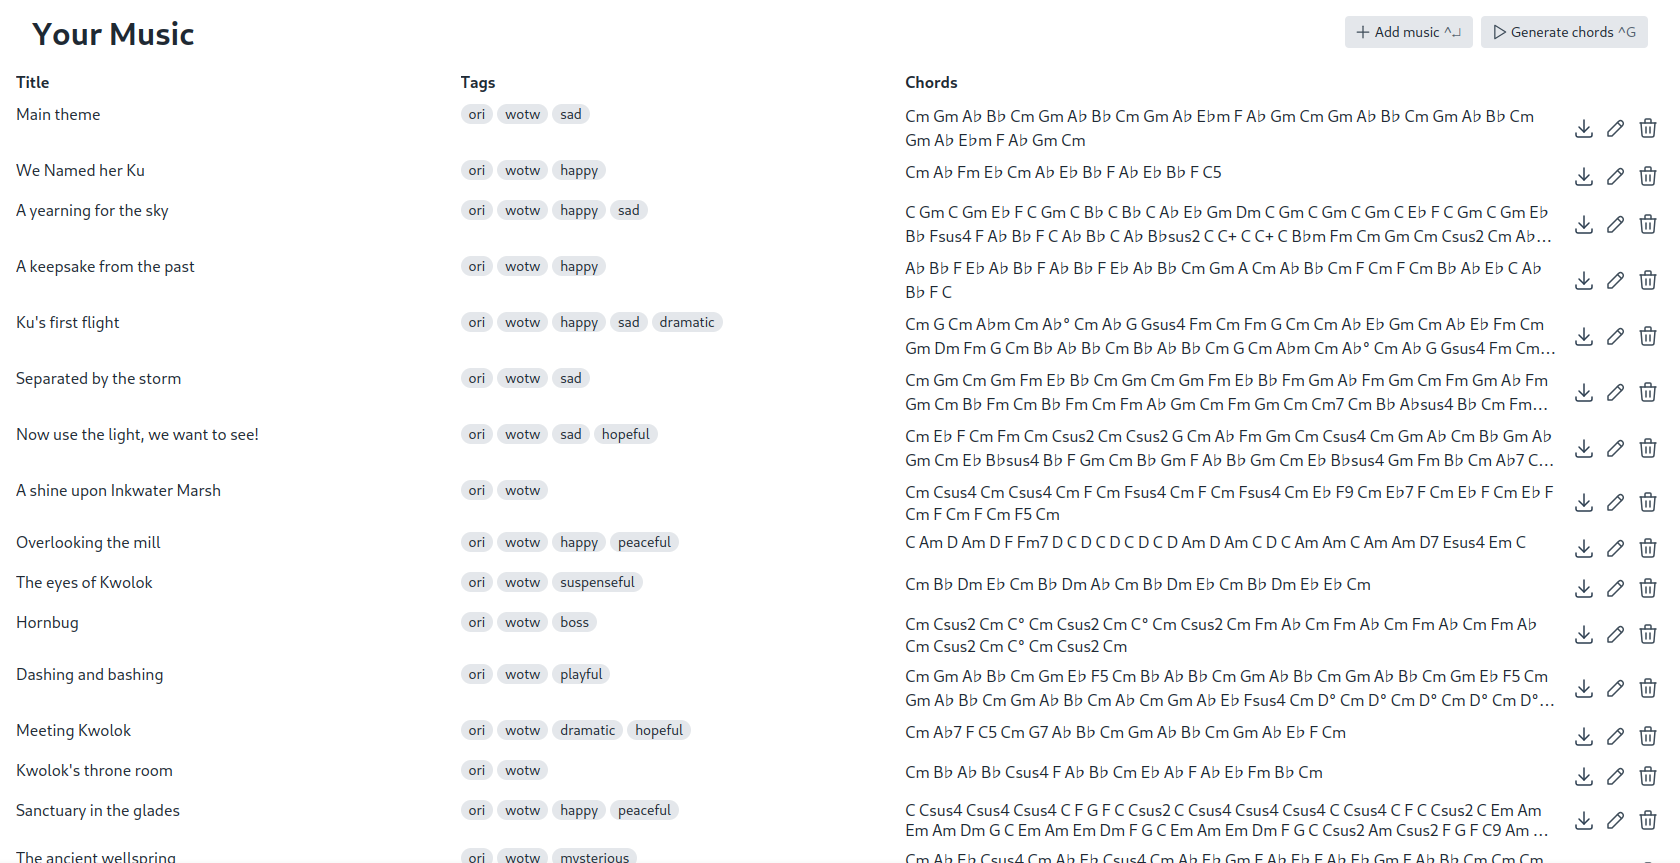 Your Music
Add music ^↵
Generate chords ^G
Title Tags Chords
Main theme ori wotw sad Cm Gm A♭ B♭ Cm Gm A♭ B♭ Cm Gm A♭ E♭m F A♭ Gm Cm Gm A♭ B♭ Cm Gm A♭ B♭ Cm
Gm A♭ E♭m F A♭ Gm Cm
We Named her Ku ori wotw happy Cm A♭ Fm E♭ Cm A♭ E♭ B♭ F A♭ E♭ B♭ F C5
A yearning for the sky ori wotw happy sad C Gm C Gm E♭ F C Gm C B♭ C B♭ C A♭ E♭ Gm Dm C Gm C Gm C Gm C E♭ F C Gm C Gm E♭
B♭ Fsus4 F A♭ B♭ F C A♭ B♭ C A♭ B♭sus2 C C+ C C+ C B♭m Fm Cm Gm Cm Csus2 Cm A♭...
A keepsake from the past ori wotw happy A♭ B♭ F E♭ A♭ B♭ F A♭ B♭ F E♭ A♭ B♭ Cm Gm A Cm A♭ B♭ Cm F Cm F Cm B♭ A♭ E♭ C A♭
B♭ F C
Ku's first flight ori wotw happy sad dramatic Cm G Cm A♭m Cm A♭° Cm A♭ G Gsus4 Fm Cm Fm G Cm Cm A♭ E♭ Gm Cm A♭ E♭ Fm Cm
Gm Dm Fm G Cm B♭ A♭ B♭ Cm B♭ A♭ B♭ Cm G Cm A♭m Cm A♭° Cm A♭ G Gsus4 Fm Cm...
Separated by the storm ori wotw sad Cm Gm Cm Gm Fm E♭ B♭ Cm Gm Cm Gm Fm E♭ B♭ Fm Gm A♭ Fm Gm Cm Fm Gm A♭ Fm
Gm Cm B♭ Fm Cm B♭ Fm Cm Fm A♭ Gm Cm Fm Gm Cm Cm7 Cm B♭ A♭sus4 B♭ Cm Fm...
Now use the light, we want to see! ori wotw sad hopeful Cm E♭ F Cm Fm Cm Csus2 Cm Csus2 G Cm A♭ Fm Gm Cm Csus4 Cm Gm A♭ Cm B♭ Gm A♭
Gm Cm E♭ B♭sus4 B♭ F Gm Cm B♭ Gm F A♭ B♭ Gm Cm E♭ B♭sus4 Gm Fm B♭ Cm A♭7 C...
A shine upon Inkwater Marsh ori wotw Cm Csus4 Cm Csus4 Cm F Cm Fsus4 Cm F Cm Fsus4 Cm E♭ F9 Cm E♭7 F Cm E♭ F Cm E♭ F
Cm F Cm F Cm F5 Cm
Overlooking the mill ori wotw happy peaceful C Am D Am D F Fm7 D C D C D C D C D Am D Am C D C Am Am C Am Am D7 Esus4 Em C
The eyes of Kwolok ori wotw suspenseful Cm B♭ Dm E♭ Cm B♭ Dm A♭ Cm B♭ Dm E♭ Cm B♭ Dm E♭ E♭ Cm
Hornbug ori wotw boss Cm Csus2 Cm C° Cm Csus2 Cm C° Cm Csus2 Cm Fm A♭ Cm Fm A♭ Cm Fm A♭ Cm Fm A♭
Cm Csus2 Cm C° Cm Csus2 Cm
Dashing and bashing ori wotw playful Cm Gm A♭ B♭ Cm Gm E♭ F5 Cm B♭ A♭ B♭ Cm Gm A♭ B♭ Cm Gm A♭ B♭ Cm Gm E♭ F5 Cm
Gm A♭ B♭ Cm Gm A♭ B♭ Cm A♭ Cm Gm A♭ E♭ Fsus4 Cm D° Cm D° Cm D° Cm D° Cm D°...
Meeting Kwolok ori wotw dramatic hopeful Cm A♭7 F C5 Cm G7 A♭ B♭ Cm Gm A♭ B♭ Cm Gm A♭ E♭ F Cm
Kwolok's throne room ori wotw Cm B♭ A♭ B♭ Csus4 F A♭ B♭ Cm E♭ A♭ F A♭ E♭ Fm B♭ Cm
Sanctuary in the glades ori wotw happy peaceful C Csus4 Csus4 Csus4 C F G F C Csus2 C Csus4 Csus4 Csus4 C Csus4 C F C Csus2 C Em Am
Em Am Dm G C Em Am Em Dm F G C Em Am Em Dm F G C Csus2 Am Csus2 F G F C9 Am ...
The ancient wellspring ori wotw mysterious Cm A♭ E♭ Csus4 Cm A♭ E♭ Csus4 Cm A♭ E♭ Gm F A♭ E♭ F A♭ E♭ Gm F A♭ B♭ Cm Cm Cm